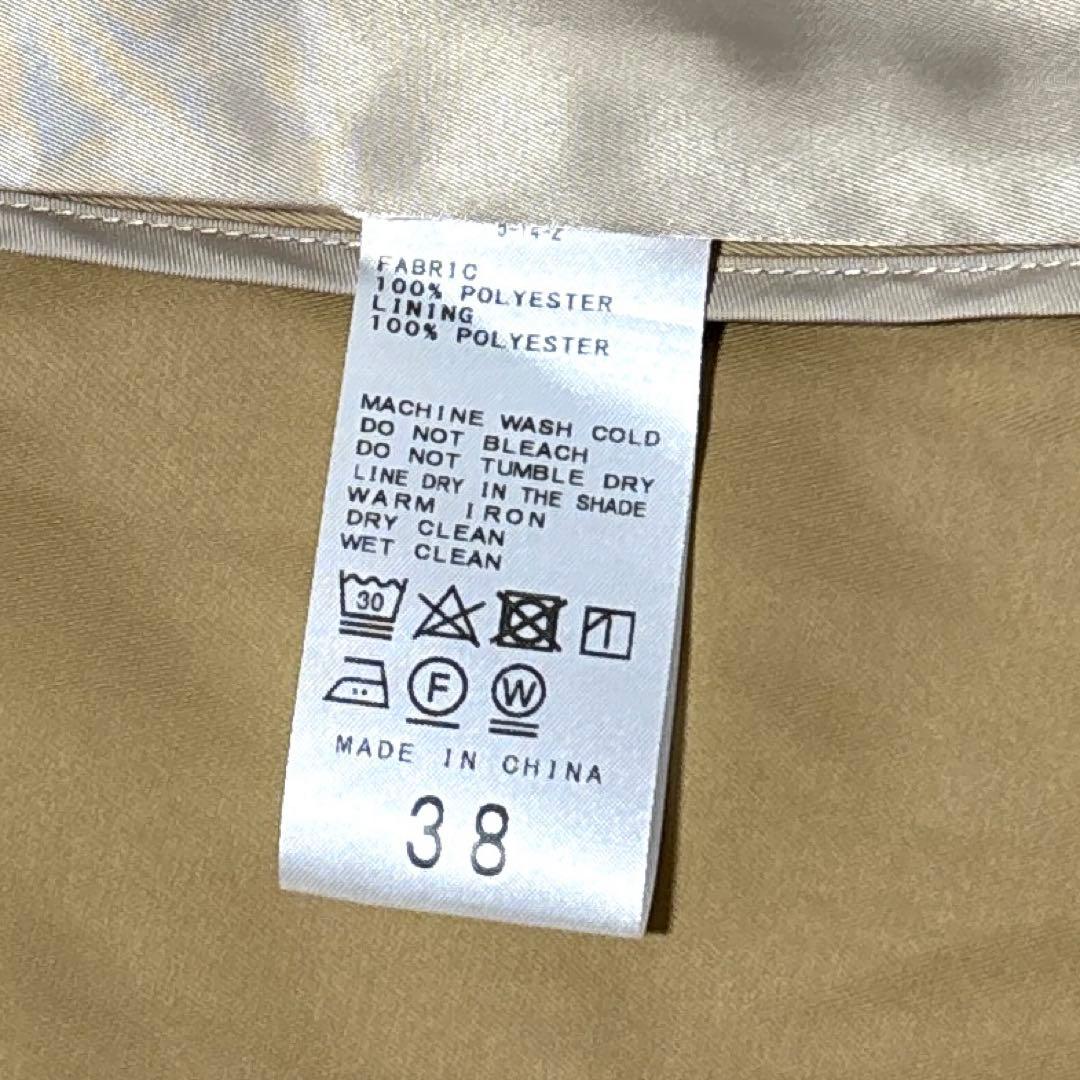 FABRIC
100% POLYESTER
LINING
100% POLYESTER
MACHINE WASH COLD
DO NOT BLEACH
DO NOT TUMBLE DRY
LINE DRY IN THE SHADE
WARM IRON
DRY CLEAN
WET CLEAN
30
F W
MADE IN CHINA
38